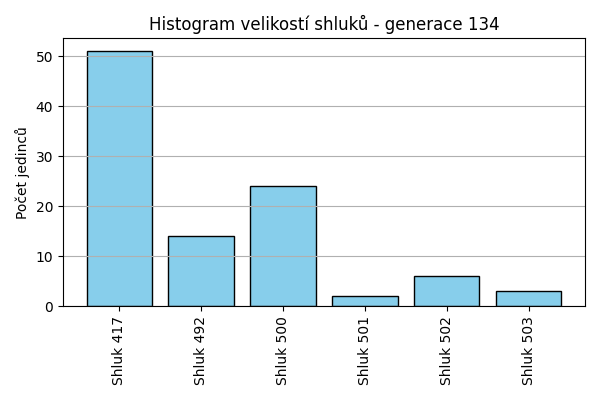 Histogram velikostí shluků - generace 134
Počet jedinců
50
40
30
20
10
0
Shluk 417
Shluk 492
Shluk 500
Shluk 501
Shluk 502
Shluk 503